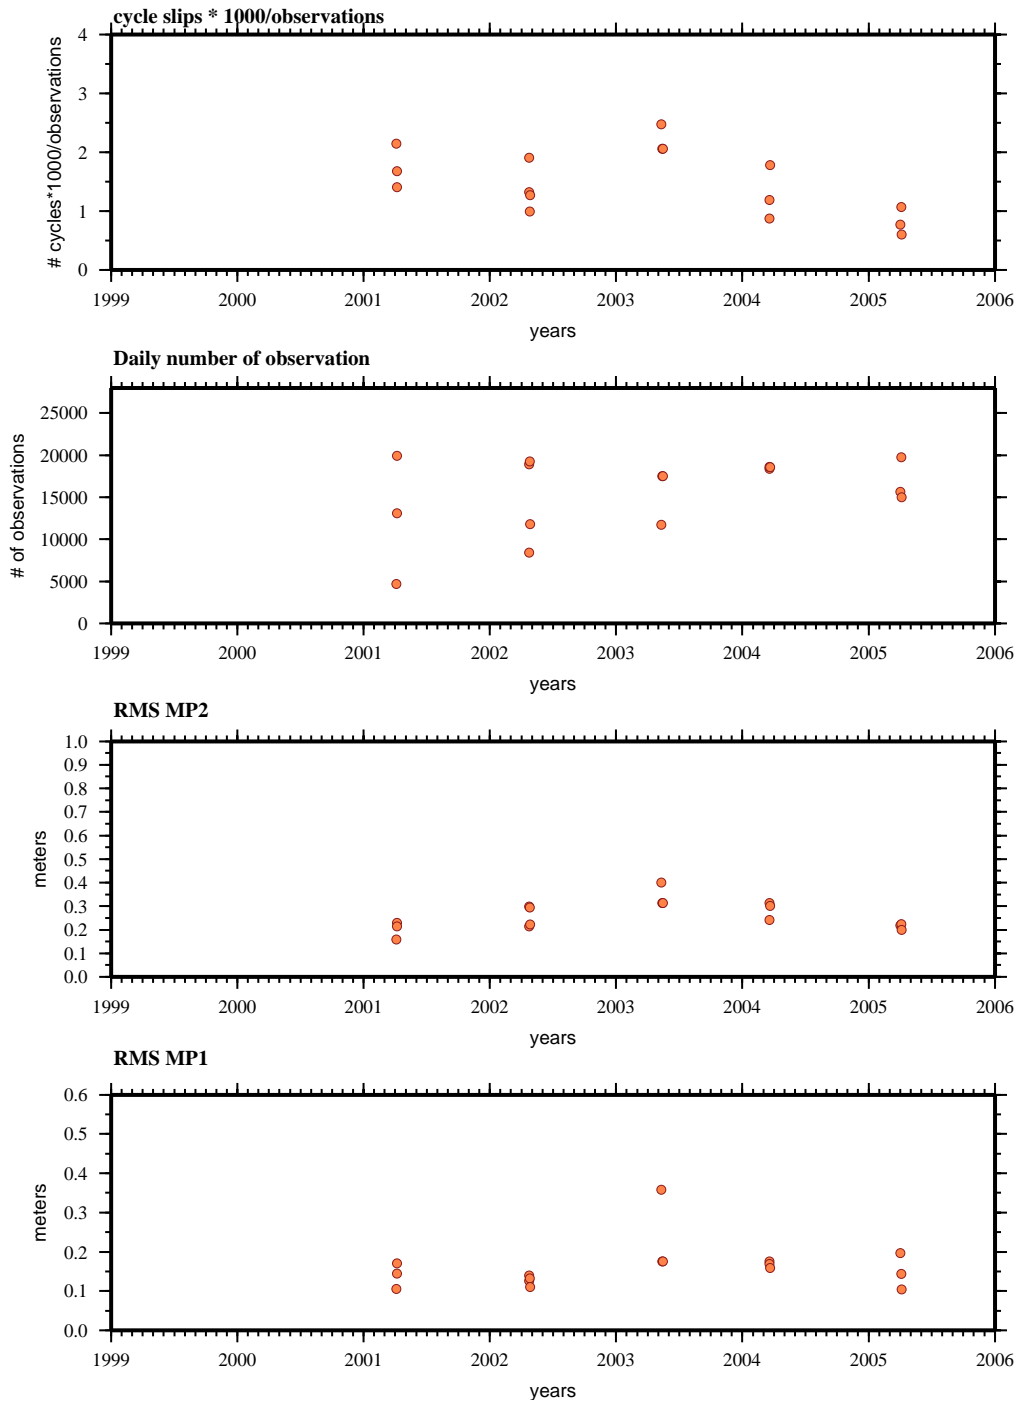 cycle slips * 1000/observations
# cycles*1000/observations
4
3
2
1
0
1999 2000 2001 2002 2003 2004 2005 2006
years
Daily number of observation
# of observations
25000
20000
15000
10000
5000
0
1999 2000 2001 2002 2003 2004 2005 2006
years
RMS MP2
meters
1.0
0.9
0.8
0.7
0.6
0.5
0.4
0.3
0.2
0.1
0.0
1999 2000 2001 2002 2003 2004 2005 2006
years
RMS MP1
meters
0.6
0.5
0.4
0.3
0.2
0.1
0.0
1999 2000 2001 2002 2003 2004 2005 2006
years